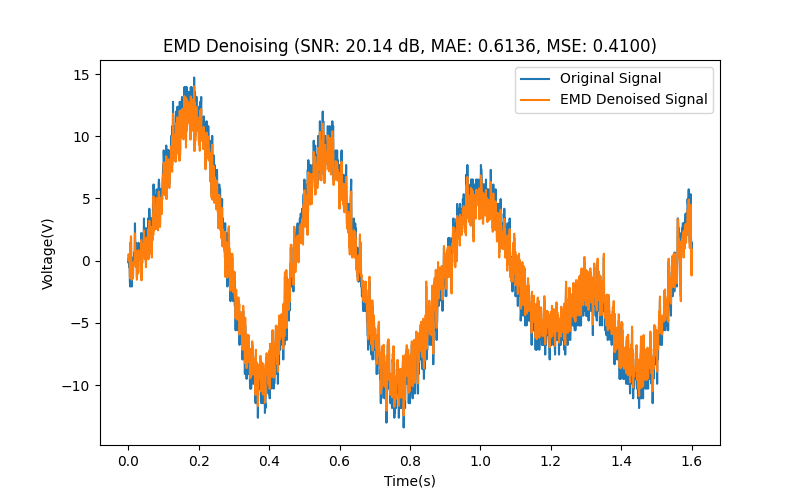 EMD Denoising (SNR: 20.14 dB, MAE: 0.6136, MSE: 0.4100)
Original Signal
EMD Denoised Signal
15
10
5
0
−5
−10
Voltage(V)
0.0 0.2 0.4 0.6 0.8 1.0 1.2 1.4 1.6
Time(s)